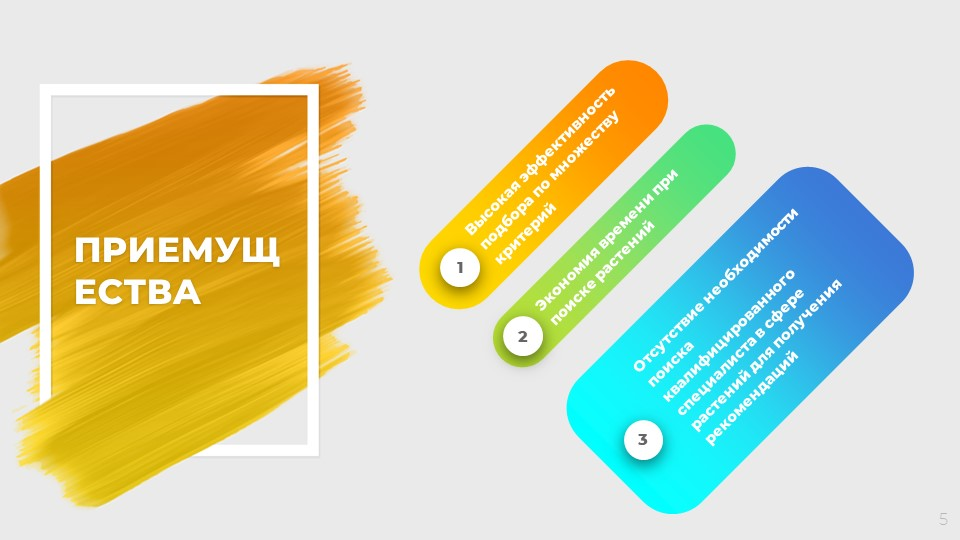 ПРИЕМУЩ
ЕСТВА
1
Высокая эффективность
подбора по множеству
критерий
2
Экономия времени при
поиске растений
3
Отсутствие необходимости
поиска
квалифицированного
специалиста в сфере
растений для получения
рекомендаций
5